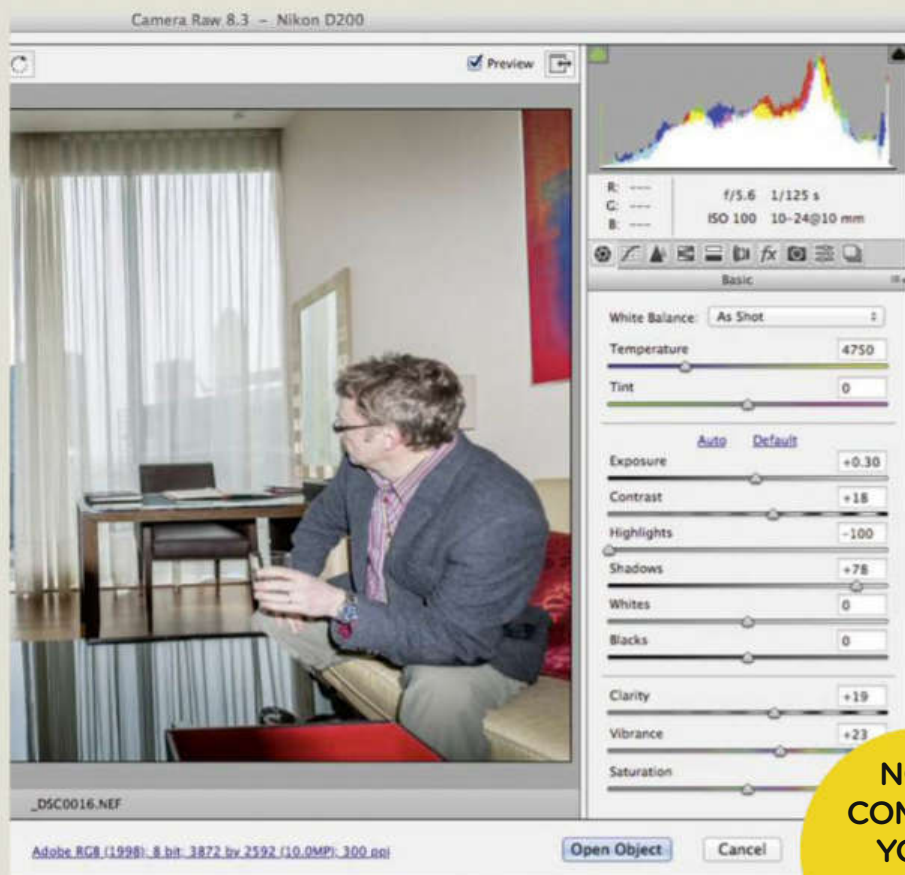 Camera Raw 8.3 – Nikon D200
Preview
R: ---
G: ---
B: ---
f/5.6 1/125 s
ISO 100 10-24@10 mm
fx
Basic
White Balance: As Shot
Temperature 4750
Tint 0
Auto Default
Exposure +0.30
Contrast +18
Highlights -100
Shadows +78
Whites 0
Blacks 0
Clarity +19
Vibrance +23
Saturation
_DSC0016.NEF
Adobe RGB (1998); 8 bit; 3872 by 2592 (10.0MP); 300 ppi
Open Object
Cancel